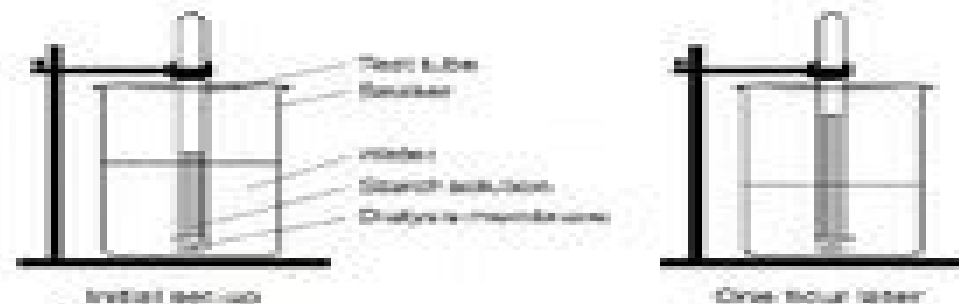 Test tube
Beaker
Water
Starch solution
Dialysis membrane
Initial set-up
One hour later